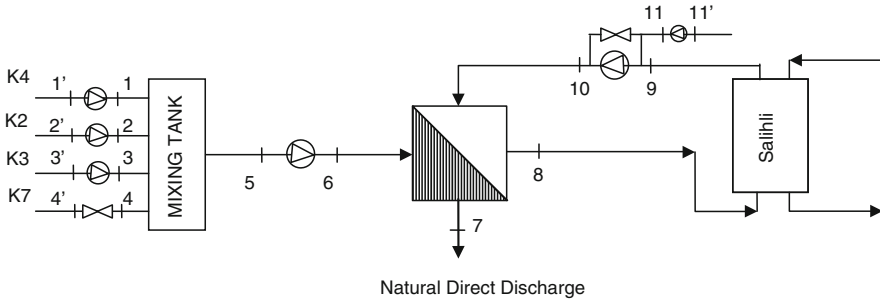 11 11'
K4 1' 1
10 9
K2 2' 2
K3 3' 3
K7 4' 4
MIXING TANK
5 6
8
7
Salihli
Natural Direct Discharge